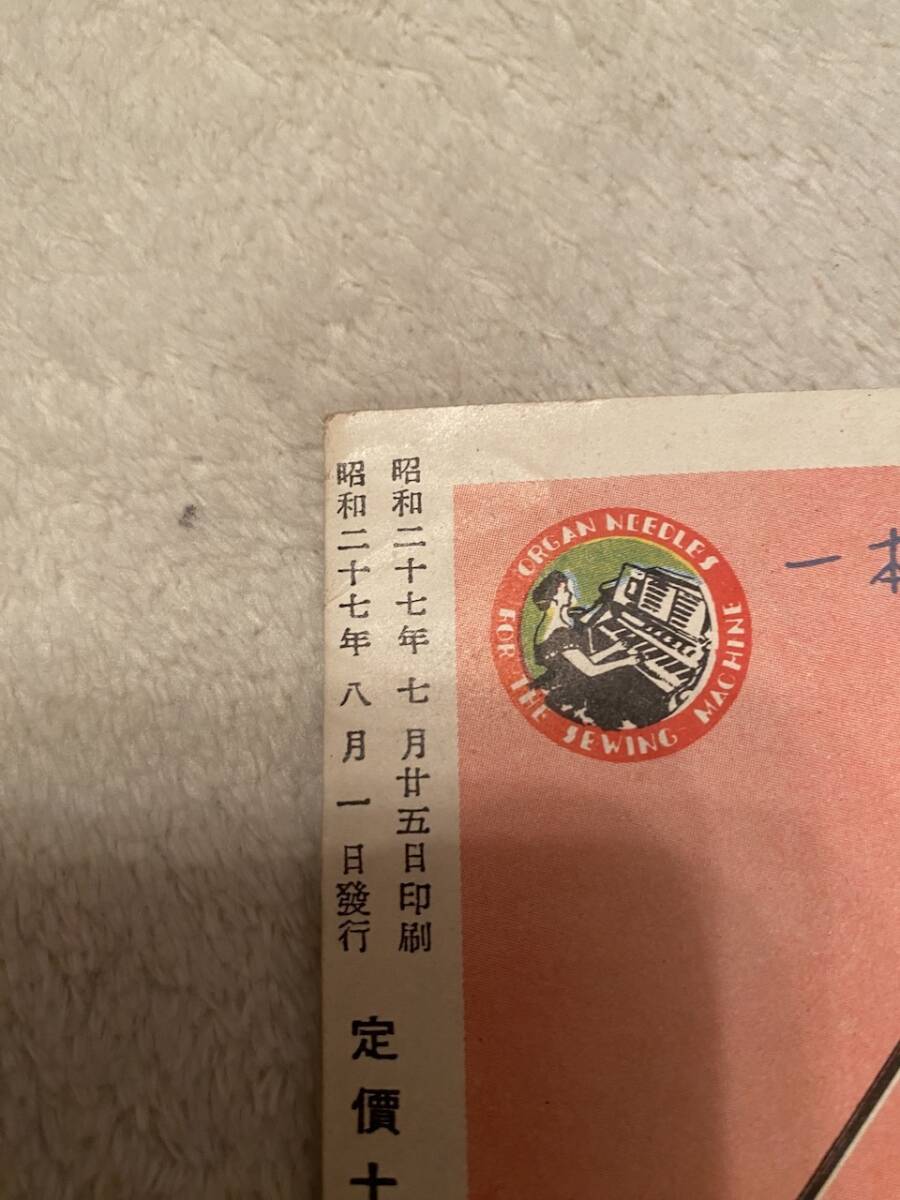 昭和二十七年七月廿五日印刷
昭和二十七年八月一日發行
定價
ORGAN NEEDLES
FOR THE SEWING MACHINE
一本